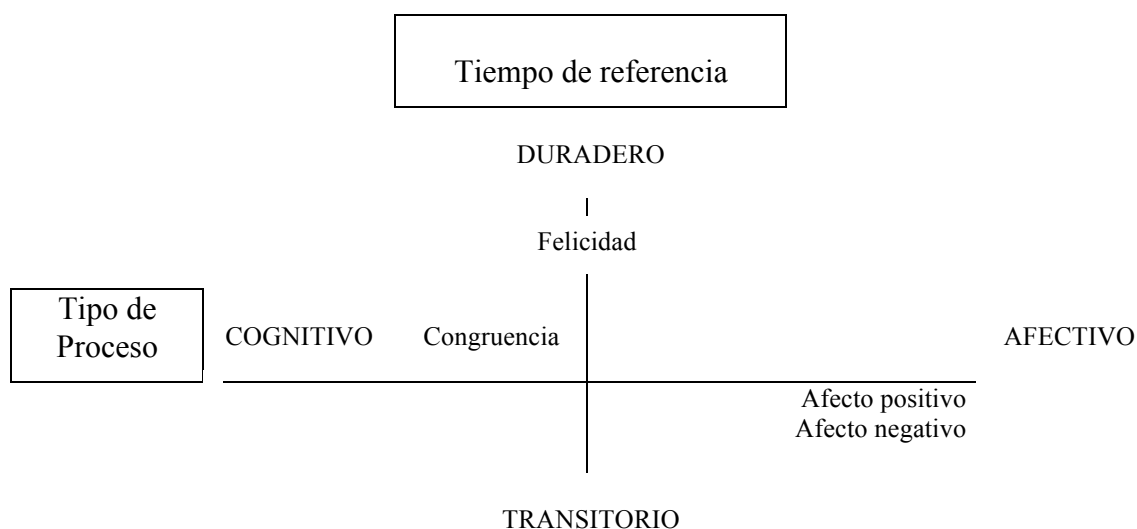 Tiempo de referencia
DURADERO
Felicidad
Tipo de
Proceso
COGNITIVO
Congruencia
AFECTIVO
Afecto positivo
Afecto negativo
TRANSITORIO